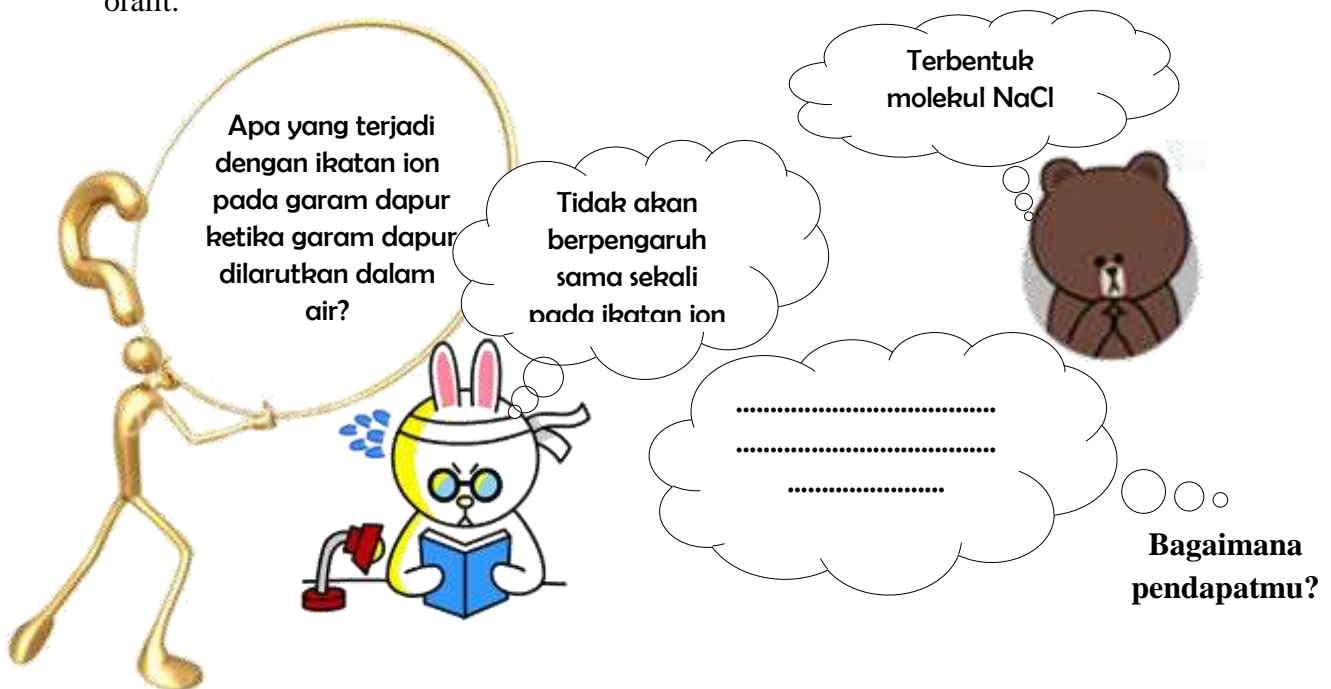 oralit.
Apa yang terjadi
dengan ikatan ion
pada garam dapur
ketika garam dapur
dilarutkan dalam
air?
Tidak akan
berpengaruh
sama sekali
pada ikatan ion
Terbentuk
molekul NaCl
......................................
......................................
.......................
Bagaimana
pendapatmu?